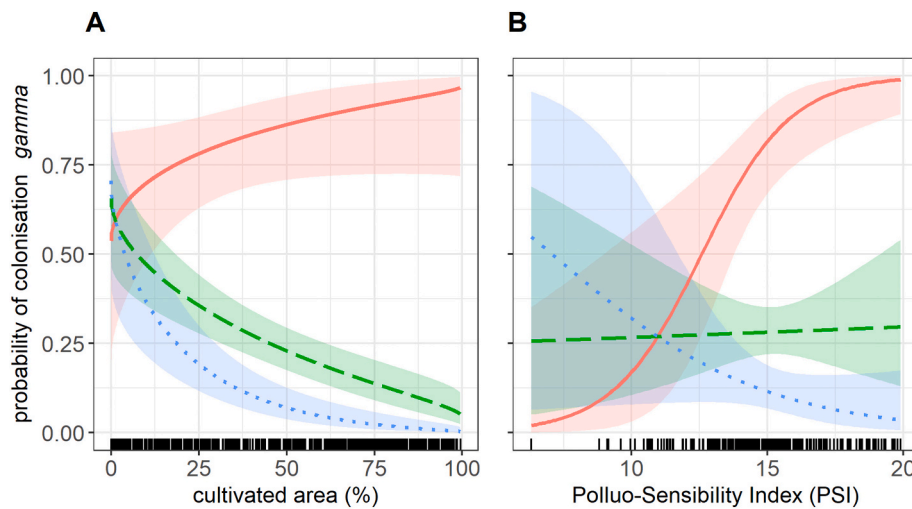 A
B
probability of colonisation gamma
1.00
0.75
0.50
0.25
0.00
0
25
50
75
100
10
15
20
cultivated area (%)
Polluo-Sensibility Index (PSI)